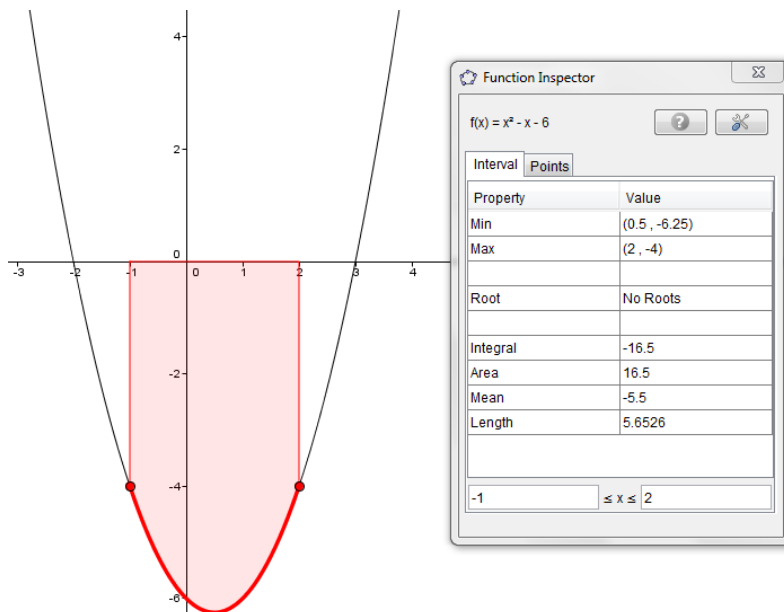 4
2
0
-3 -2 -1 0 1 2 3 4
-2
-4
-6
Function Inspector
f(x) = x² - x - 6
Interval Points
Property Value
Min (0.5 , -6.25)
Max (2 , -4)
Root No Roots
Integral -16.5
Area 16.5
Mean -5.5
Length 5.6526
-1 ≤ x ≤ 2